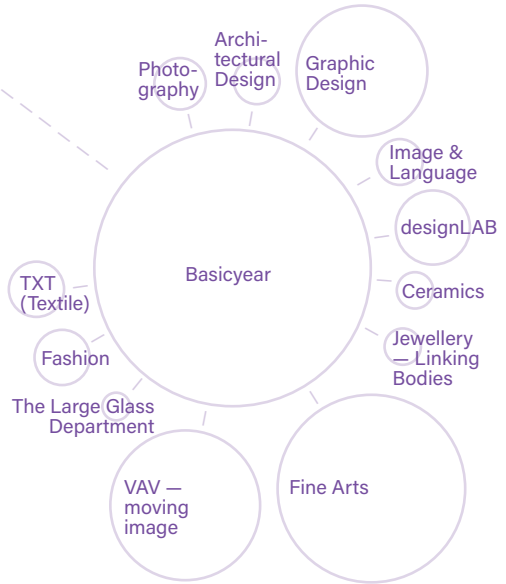 Photo-
graphy
Archi-
tectural
Design
Graphic
Design
Image &
Language
designLAB
Basicyear
Ceramics
TXT
(Textile)
Jewellery
— Linking
Bodies
Fashion
The Large Glass
Department
VAV —
moving
image
Fine Arts